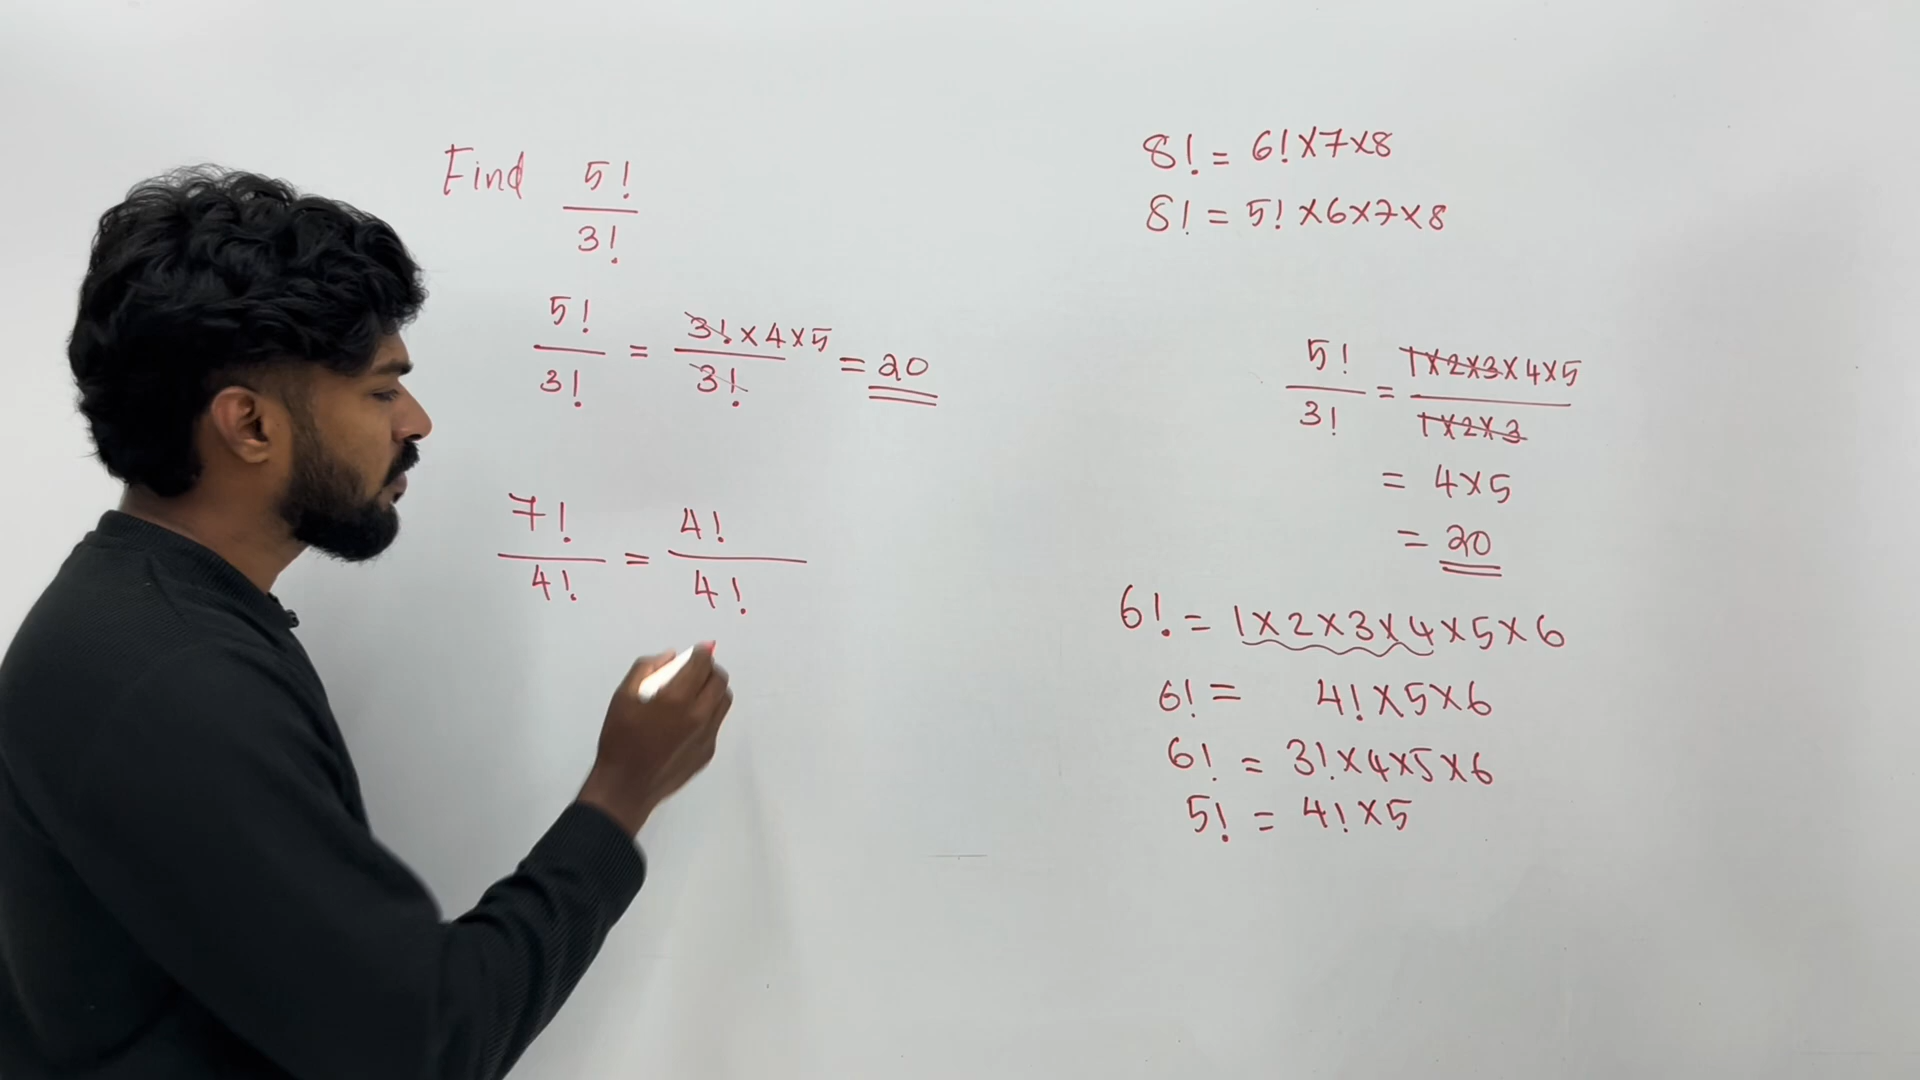 Find 5!/3!
5!/3! = 3!×4×5/3! = 20
7!/4! = 4!/4!
8! = 6!×7×8
8! = 5!×6×7×8
5!/3! = 1×2×3×4×5/1×2×3
= 4×5
= 20
6! = 1×2×3×4×5×6
6! = 4!×5×6
6! = 3!×4×5×6
5! = 4!×5